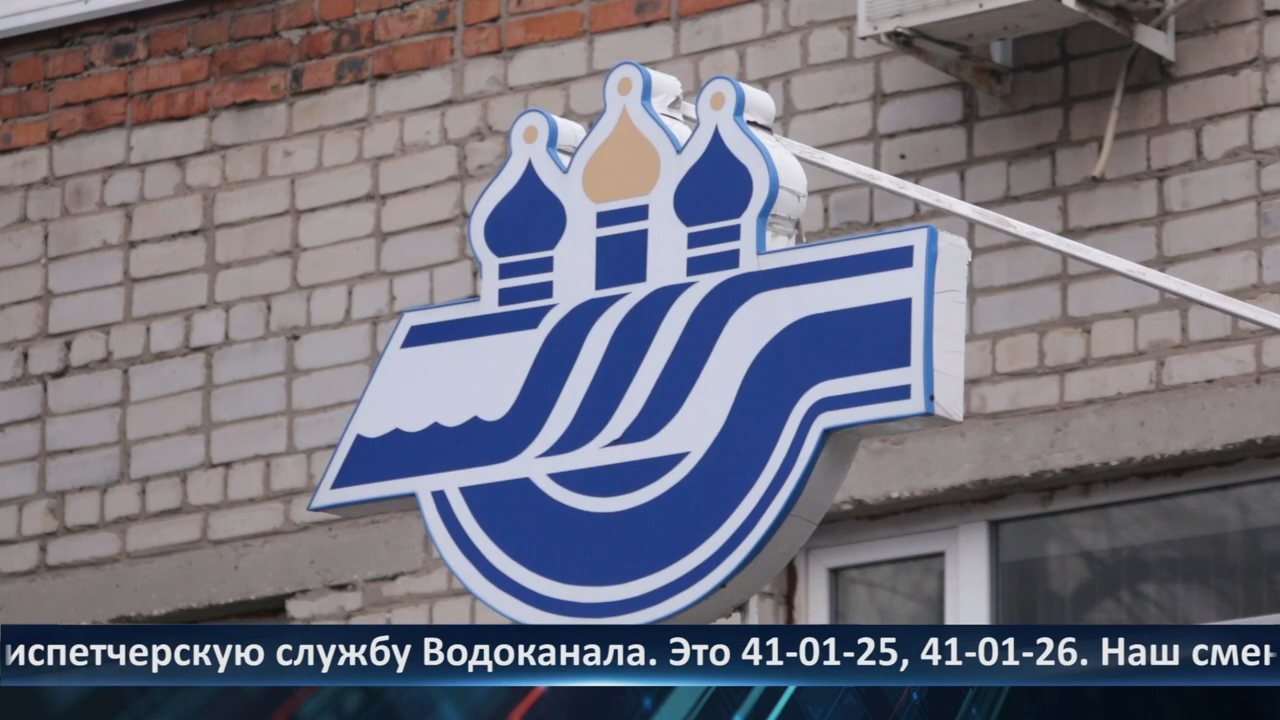 испетчерскую службу Водоканала. Это 41-01-25, 41-01-26. Наш смен